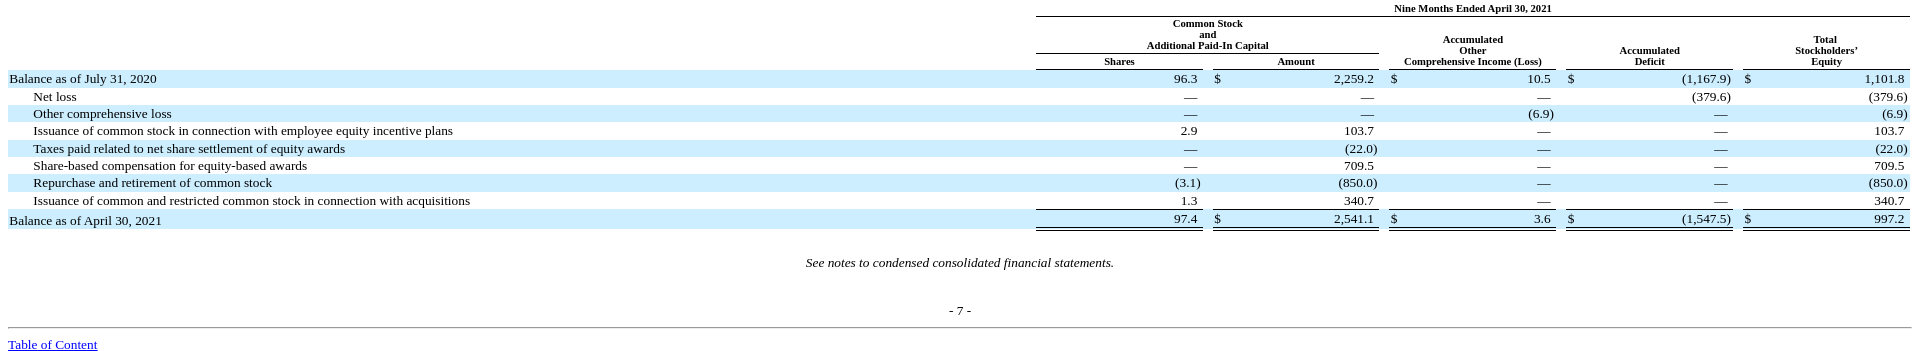 Nine Months Ended April 30, 2021
Common Stock
and
Additional Paid-In Capital
Accumulated
Other
Comprehensive Income (Loss)
Accumulated
Deficit
Total
Stockholders’
Equity
Shares Amount
Balance as of July 31, 2020 96.3 $ 2,259.2 $ 10.5 $ (1,167.9) $ 1,101.8
Net loss — — — (379.6) (379.6)
Other comprehensive loss — — (6.9) — (6.9)
Issuance of common stock in connection with employee equity incentive plans 2.9 103.7 — — 103.7
Taxes paid related to net share settlement of equity awards — (22.0) — — (22.0)
Share-based compensation for equity-based awards — 709.5 — — 709.5
Repurchase and retirement of common stock (3.1) (850.0) — — (850.0)
Issuance of common and restricted common stock in connection with acquisitions 1.3 340.7 — — 340.7
Balance as of April 30, 2021 97.4 $ 2,541.1 $ 3.6 $ (1,547.5) $ 997.2
See notes to condensed consolidated financial statements.
- 7 -
Table of Content